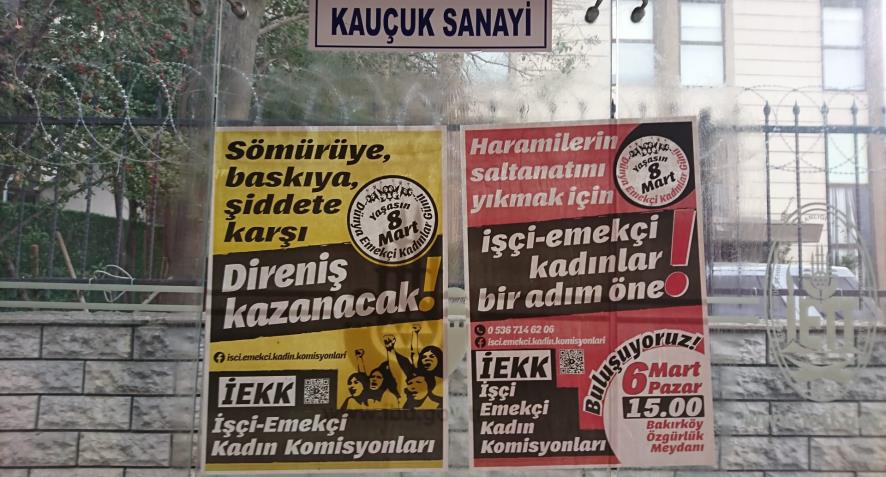 KAUÇUK SANAYİ
Sömürüye,
baskıya,
şiddete
karşı
Yaşasın
8
Mart
Dünya Emekçi Kadınlar Günü!
Direniş
kazanacak!
isci.emekci.kadin.komisyonlari
İEKK
İşçi-Emekçi
Kadın Komisyonları
Haramilerin
saltanatını
yıkmak için
Yaşasın
8
Mart
Dünya Emekçi Kadınlar Günü!
işçi-emekçi
kadınlar
bir adım öne!
0 536 714 62 06
isci.emekci.kadin.komisyonlari
İEKK
İşçi
Emekçi
Kadın
Komisyonları
Buluşuyoruz!
6 Mart
Pazar
15.00
Bakırköy
Özgürlük
Meydanı
İETT